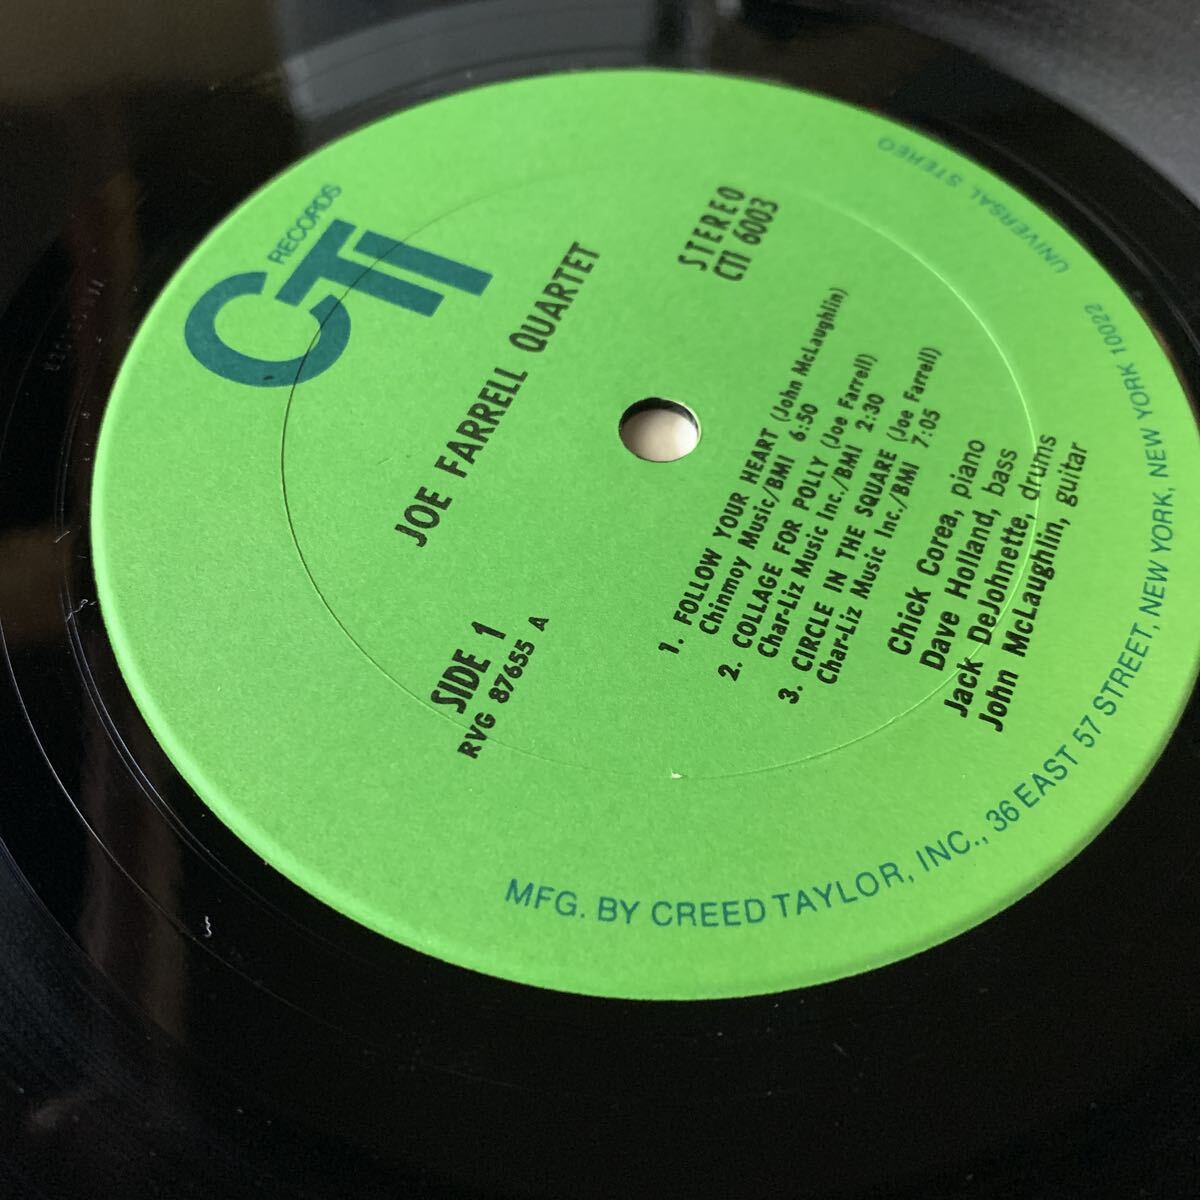 RECORDS
CTI
JOE FARRELL QUARTET
STEREO
CTI 6003
UNIVERSAL STEREO
SIDE 1
RVG 87655 A
1. FOLLOW YOUR HEART (John McLaughlin)
Chinmoy Music/BMI 6:50
2. COLLAGE FOR POLLY (Joe Farrell)
Char-Liz Music Inc./BMI 2:30
3. CIRCLE IN THE SQUARE (Joe Farrell)
Char-Liz Music Inc./BMI 7:05
Chick Corea, piano
Dave Holland, bass
Jack DeJohnette, drums
John McLaughlin, guitar
MFG. BY CREED TAYLOR, INC., 36 EAST 57 STREET, NEW YORK, NEW YORK 10022